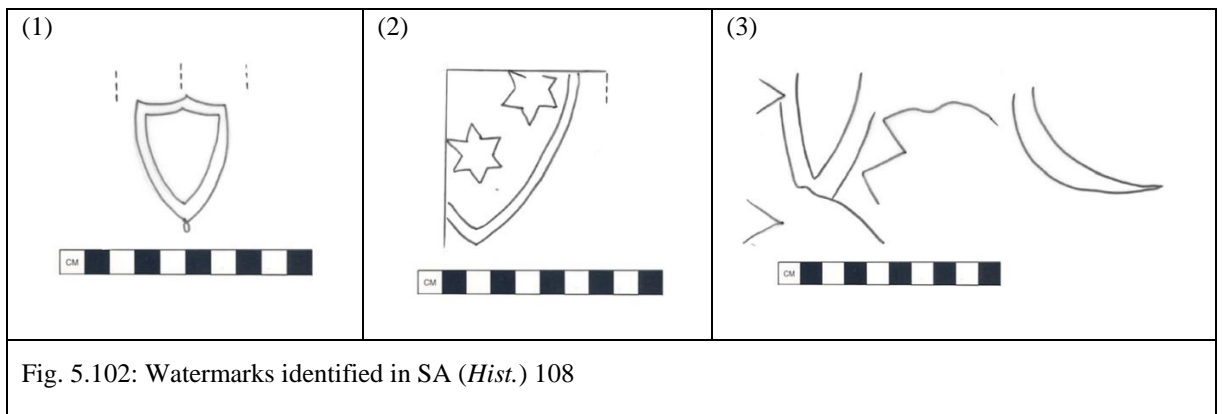 (1)
(2)
(3)
CM
CM
CM
Fig. 5.102: Watermarks identified in SA (Hist.) 108